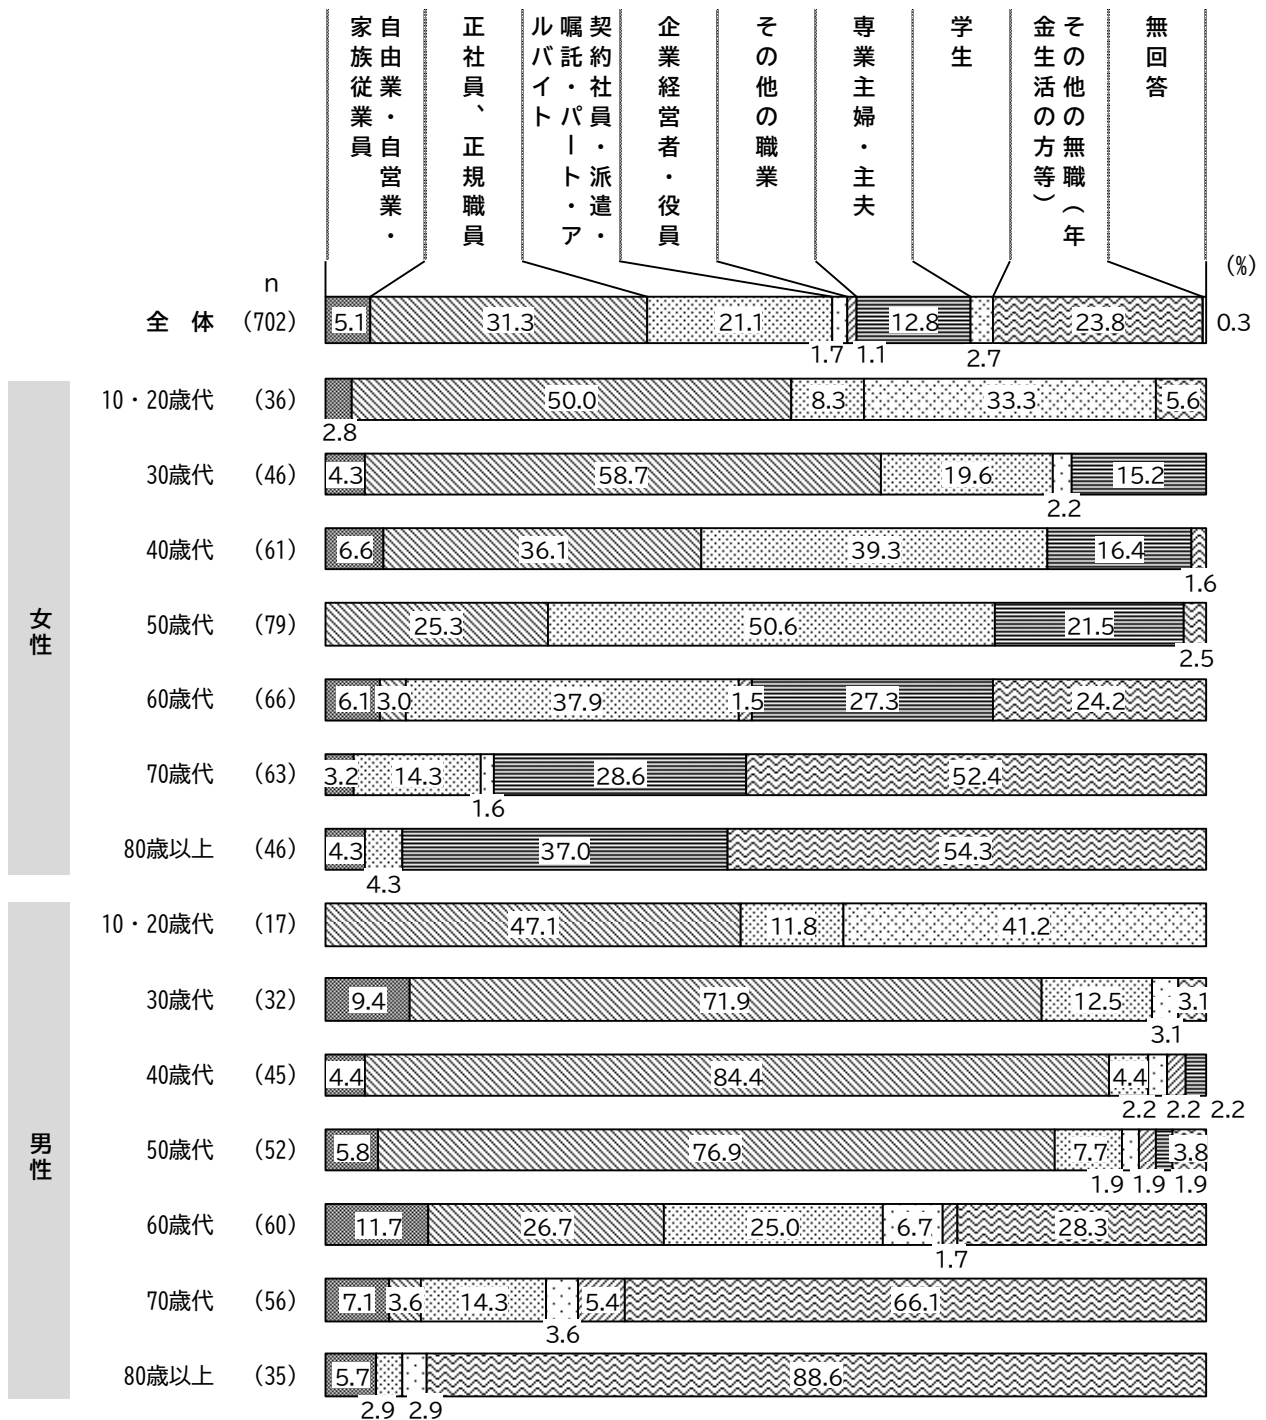 自由業・自営業・
家族従業員
正社員、正規職員
契約社員・派遣・
嘱託・パート・ア
ルバイト
企業経営者・役員
その他の職業
専業主婦・主夫
学生
その他の無職（年
金生活の方等）
無回答
n
(%)
全 体 (702) 5.1 31.3 21.1 12.8 23.8 0.3
1.7 1.1 2.7
女性
10・20歳代 (36) 50.0 8.3 33.3 5.6
2.8
30歳代 (46) 4.3 58.7 19.6 15.2
2.2
40歳代 (61) 6.6 36.1 39.3 16.4
1.6
50歳代 (79) 25.3 50.6 21.5
2.5
60歳代 (66) 6.1 3.0 37.9 1.5 27.3 24.2
70歳代 (63) 3.2 14.3 28.6 52.4
1.6
80歳以上 (46) 4.3 37.0 54.3
4.3
男性
10・20歳代 (17) 47.1 11.8 41.2
30歳代 (32) 9.4 71.9 12.5 3.1
3.1
40歳代 (45) 4.4 84.4 4.4
2.2 2.2 2.2
50歳代 (52) 5.8 76.9 7.7 3.8
1.9 1.9 1.9
60歳代 (60) 11.7 26.7 25.0 6.7 28.3
1.7
70歳代 (56) 7.1 3.6 14.3 5.4 66.1
3.6
80歳以上 (35) 5.7 88.6
2.9 2.9